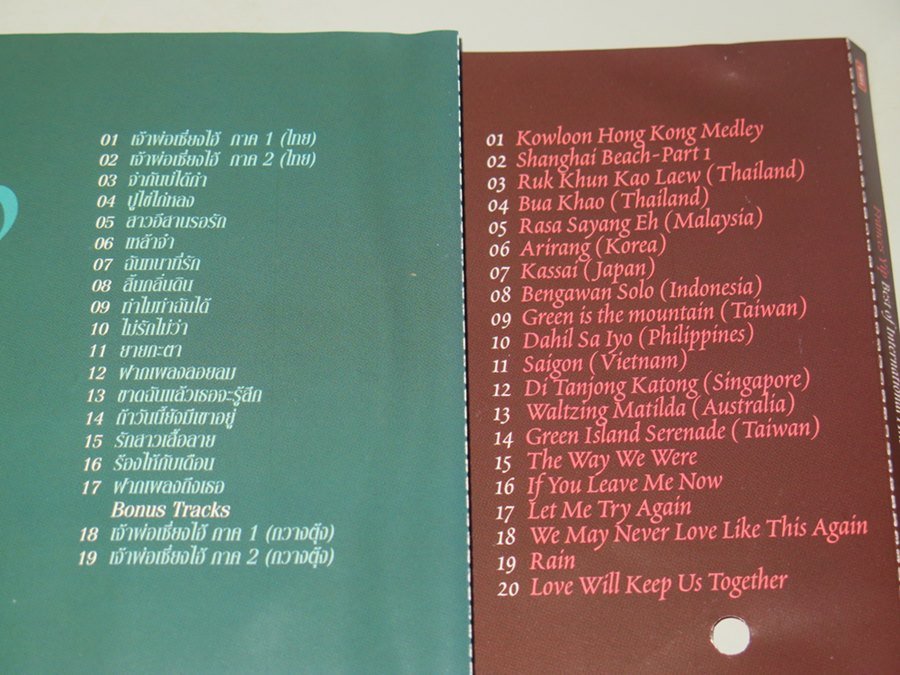 01 เจ้าพ่อเซี่ยงไฮ้ ภาค 1 (ไทย)
02 เจ้าพ่อเซี่ยงไฮ้ ภาค 2 (ไทย)
03 จำกันบ่ได้กำ
04 ปูไข่ไก่หลง
05 สาวอีสานรอรัก
06 เหล้าจ๋า
07 ฉันทนาที่รัก
08 สิ้นกลิ่นดิน
09 ทำไมทำฉันได้
10 ไม่รักไม่ว่า
11 ยายกะตา
12 ฝากเพลงลอยลม
13 ขาดฉันแล้วเธอจะรู้สึก
14 ถ้าวันนี้ยังมีเขาอยู่
15 รักสาวเสื้อลาย
16 ร้องไห้กับเดือน
17 ฝากเพลงถึงเธอ
Bonus Tracks
18 เจ้าพ่อเซี่ยงไฮ้ ภาค 1 (กวางตุ้ง)
19 เจ้าพ่อเซี่ยงไฮ้ ภาค 2 (กวางตุ้ง)
01 Kowloon Hong Kong Medley
02 Shanghai Beach-Part 1
03 Ruk Khun Kao Laew (Thailand)
04 Bua Khao (Thailand)
05 Rasa Sayang Eh (Malaysia)
06 Arirang (Korea)
07 Kassai (Japan)
08 Bengawan Solo (Indonesia)
09 Green is the mountain (Taiwan)
10 Dahil Sa Iyo (Philippines)
11 Saigon (Vietnam)
12 Di Tanjong Katong (Singapore)
13 Waltzing Matilda (Australia)
14 Green Island Serenade (Taiwan)
15 The Way We Were
16 If You Leave Me Now
17 Let Me Try Again
18 We May Never Love Like This Again
19 Rain
20 Love Will Keep Us Together
Frances Yip Best of International